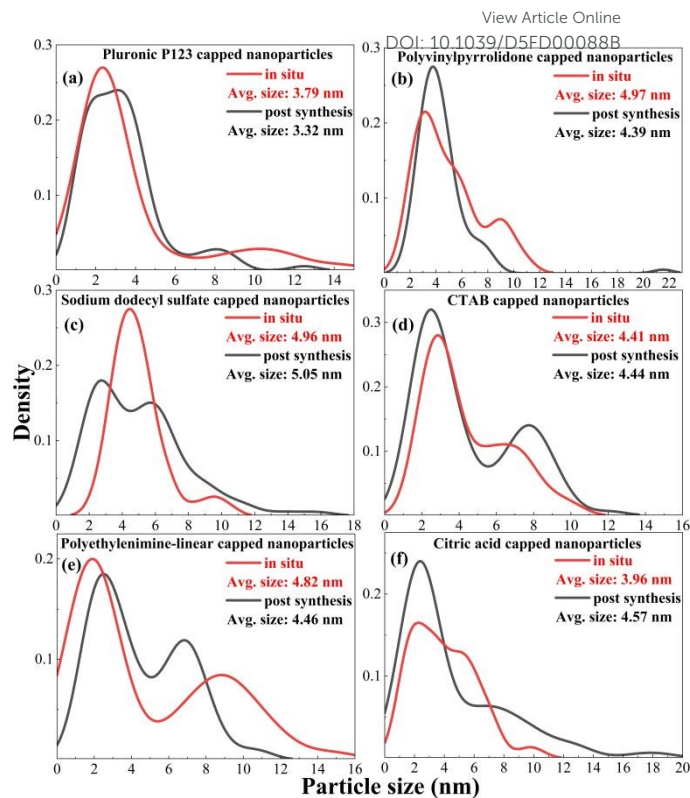 View Article Online
DOI: 10.1039/D5FD00088B
Pluronic P123 capped nanoparticles
(a)
in situ
Avg. size: 3.79 nm
post synthesis
Avg. size: 3.32 nm
0.3
0.2
0.1
0
2
4
6
8
10
12
14
Polyvinylpyrrolidone capped nanoparticles
(b)
in situ
Avg. size: 4.97 nm
post synthesis
Avg. size: 4.39 nm
0.3
0.2
0.1
0
2
4
6
8
10
12
14
16
18
20
22
Sodium dodecyl sulfate capped nanoparticles
(c)
in situ
Avg. size: 4.96 nm
post synthesis
Avg. size: 5.05 nm
0.3
0.2
0.1
0
2
4
6
8
10
12
14
16
18
CTAB capped nanoparticles
(d)
in situ
Avg. size: 4.41 nm
post synthesis
Avg. size: 4.44 nm
0.3
0.2
0.1
0
2
4
6
8
10
12
14
16
Density
Polyethylenimine-linear capped nanoparticles
(e)
in situ
Avg. size: 4.82 nm
post synthesis
Avg. size: 4.46 nm
0.2
0.1
0
2
4
6
8
10
12
14
16
Citric acid capped nanoparticles
(f)
in situ
Avg. size: 3.96 nm
post synthesis
Avg. size: 4.57 nm
0.2
0.1
0
2
4
6
8
10
12
14
16
18
20
Particle size (nm)